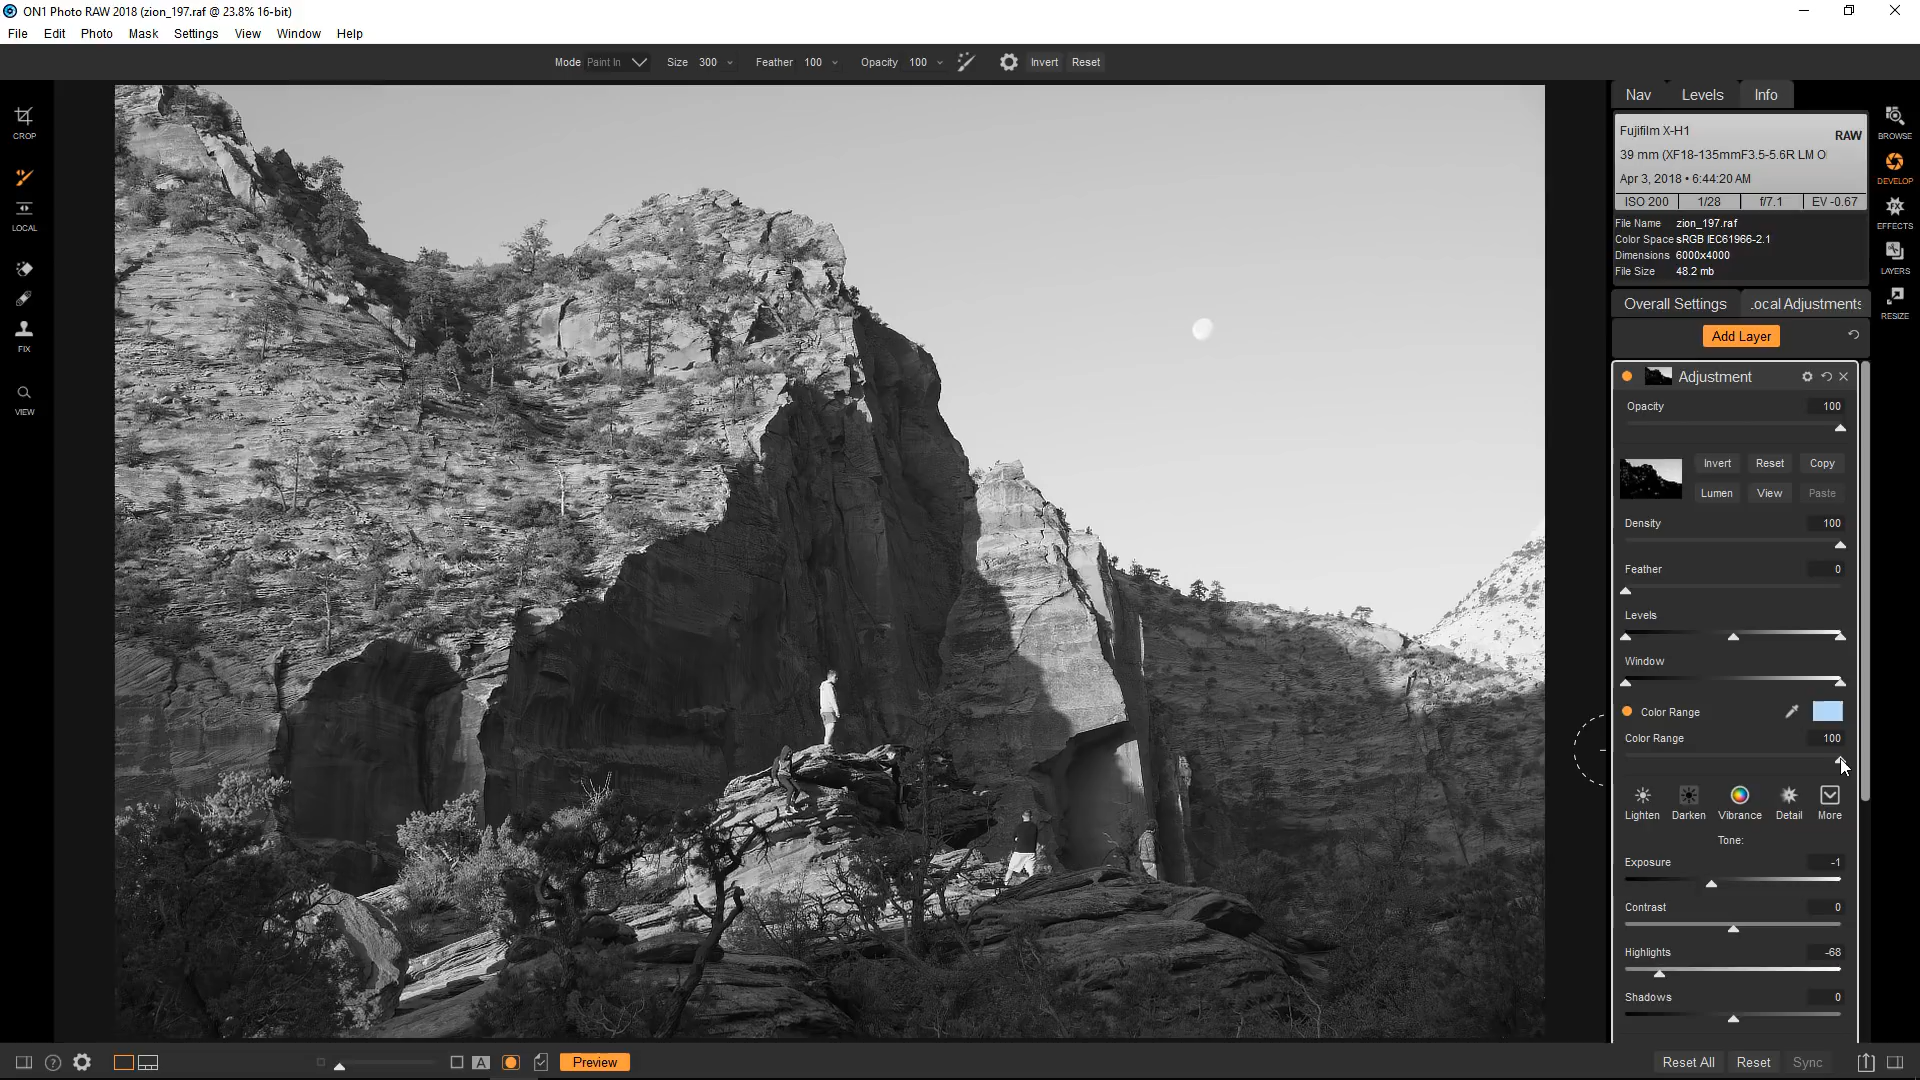 ON1 Photo RAW 2018 (zion_197.raf @ 23.8% 16-bit)
File Edit Photo Mask Settings View Window Help
Mode Paint In Size 300 Feather 100 Opacity 100 Invert Reset
CROP
LOCAL
FIX
VIEW
Nav Levels Info
Fujifilm X-H1 RAW
39 mm (XF18-135mmF3.5-5.6R LM O
Apr 3, 2018 • 6:44:20 AM
ISO 200 1/28 f/7.1 EV -0.67
File Name zion_197.raf
Color Space sRGB IEC61966-2.1
Dimensions 6000x4000
File Size 48.2 mb
BROWSE
DEVELOP
EFFECTS
LAYERS
RESIZE
Overall Settings ocal Adjustments
Add Layer
Adjustment
Opacity 100
Invert Reset Copy
Lumen View Paste
Density 100
Feather 0
Levels
Window
Color Range
Color Range 100
Lighten Darken Vibrance Detail More
Tone:
Exposure -1
Contrast 0
Highlights -68
Shadows 0
? A Preview
Reset All Reset Sync